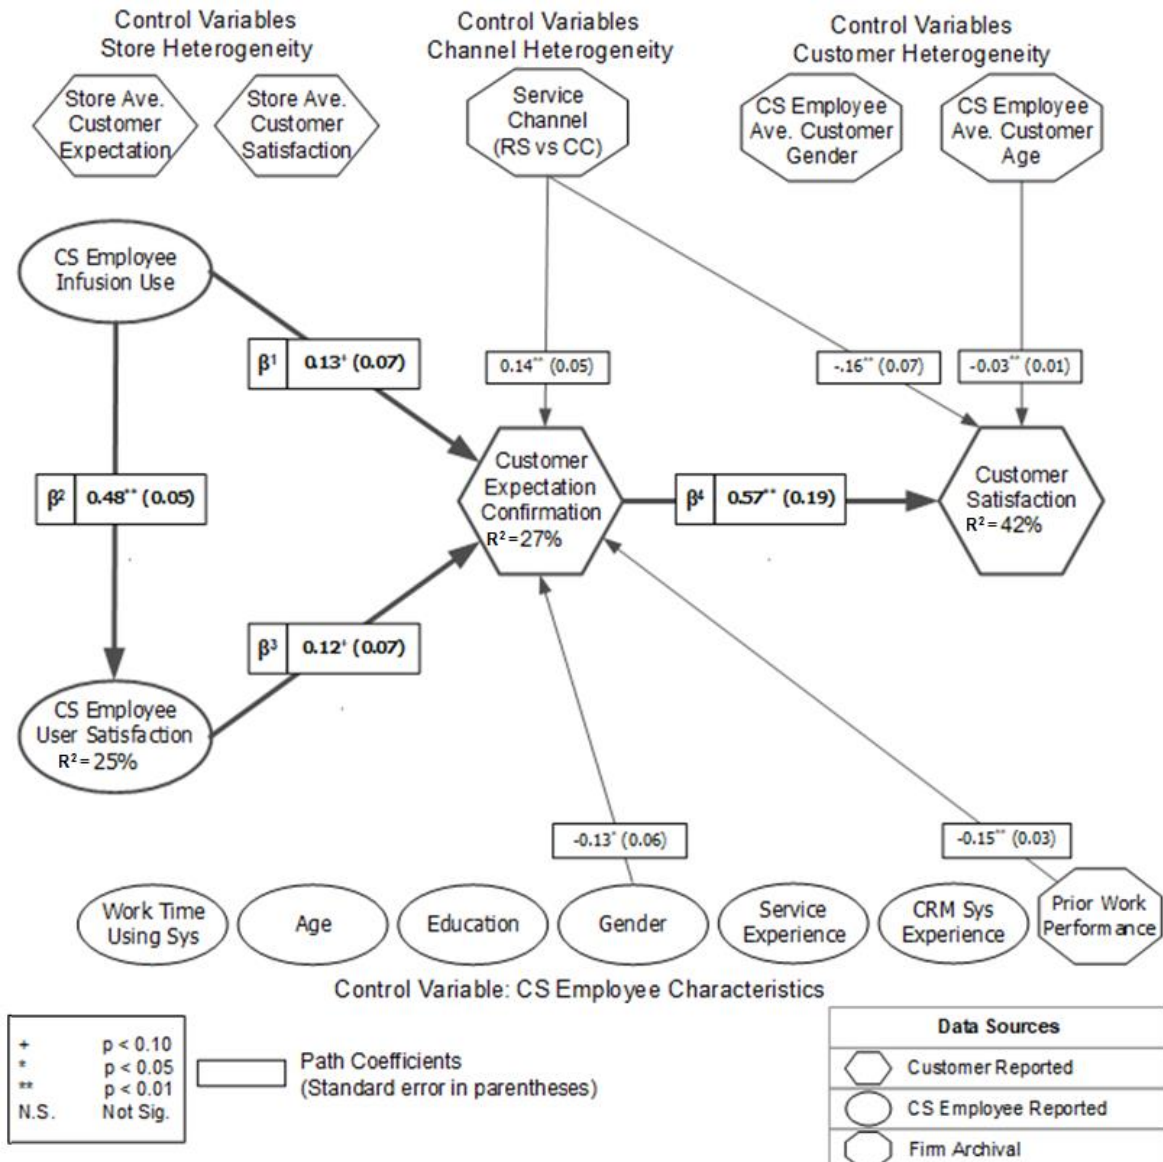 Control Variables
Store Heterogeneity
Control Variables
Channel Heterogeneity
Control Variables
Customer Heterogeneity
Store Ave.
Customer
Expectation
Store Ave.
Customer
Satisfaction
Service
Channel
(RS vs CC)
CS Employee
Ave. Customer
Gender
CS Employee
Ave. Customer
Age
CS Employee
Infusion Use
β¹ 0.13⁺ (0.07)
0.14** (0.05)
-.16** (0.07)
-0.03** (0.01)
β² 0.48** (0.05)
Customer
Expectation
Confirmation
R² = 27%
β⁴ 0.57** (0.19)
Customer
Satisfaction
R² = 42%
β³ 0.12⁺ (0.07)
CS Employee
User Satisfaction
R² = 25%
-0.13* (0.06)
-0.15** (0.03)
Work Time
Using Sys
Age
Education
Gender
Service
Experience
CRM Sys
Experience
Prior Work
Performance
Control Variable: CS Employee Characteristics
+ p < 0.10
* p < 0.05
** p < 0.01
N.S. Not Sig.
Path Coefficients
(Standard error in parentheses)
Data Sources
Customer Reported
CS Employee Reported
Firm Archival